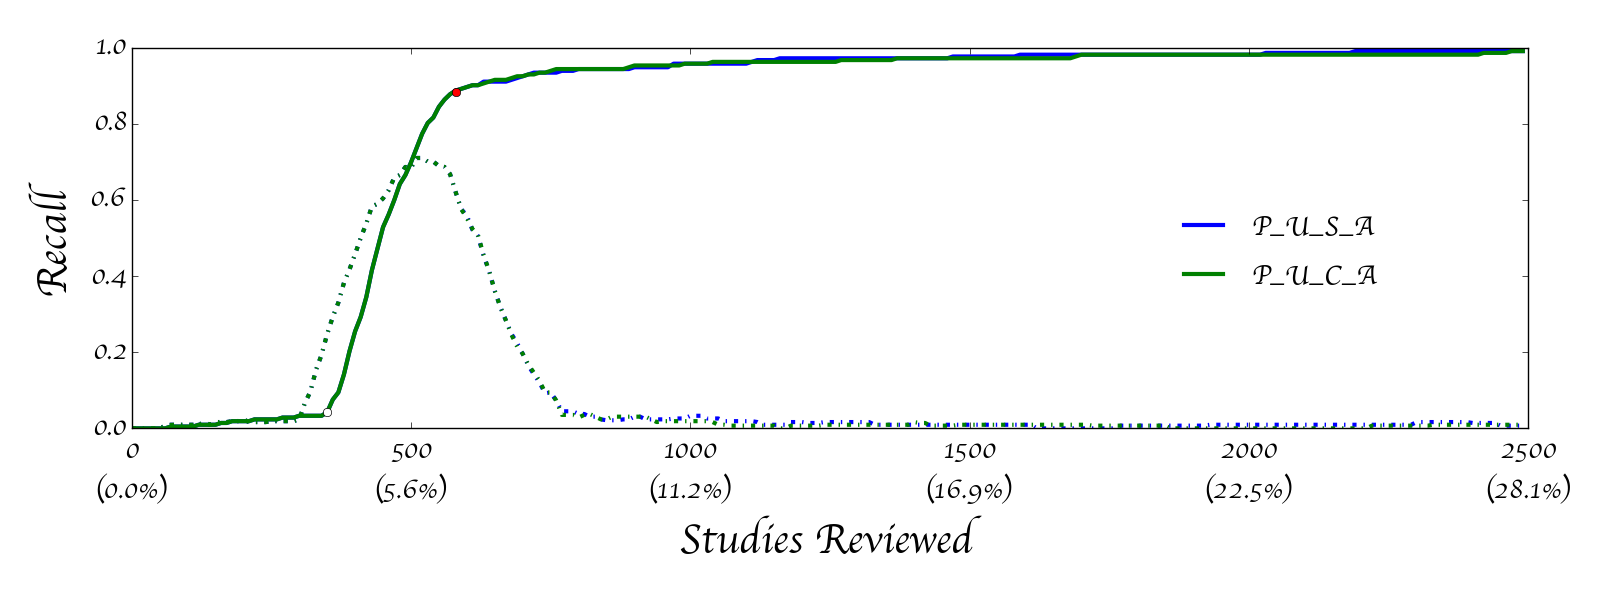 1.0
0.8
0.6
0.4
0.2
0.0
Recall
P_U_S_A
P_U_C_A
0 500 1000 1500 2000 2500
(0.0%) (5.6%) (11.2%) (16.9%) (22.5%) (28.1%)
Studies Reviewed